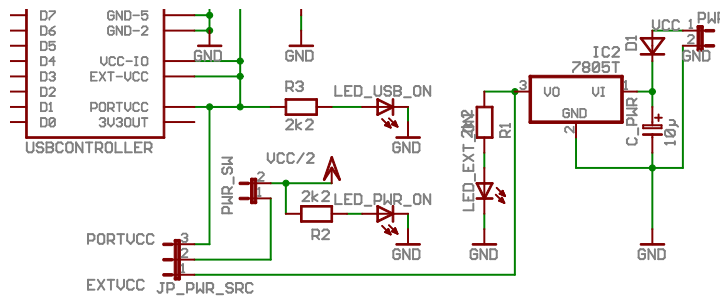 D7 GND-5
D6 GND-2
D5
D4 VCC-IO
D3 EXT-VCC
D2
D1 PORTVCC
D0 3V3OUT
USBCONTROLLER
GND
GND
R3
2k2
LED_USB_ON
GND
VCC/2
PWR_SW
2
1
2k2
R2
LED_PWR_ON
GND
PORTVCC
3
2
1
EXTVCC JP_PWR_SRC
R1
GND
IC2
7805T
3 VO VI 1
GND
2
D1
VCC 1
2
GND
C_PWR
+
10µ
GND